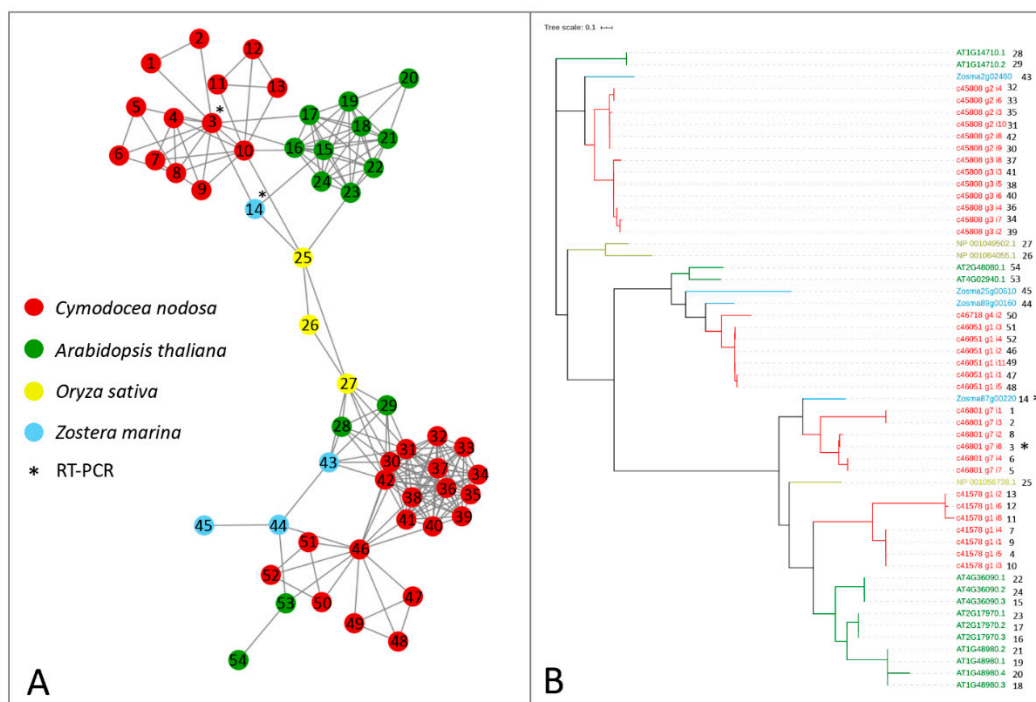 2
1
12
11
13
5
4
3
*
6
7
8
9
10
20
19
17
18
21
16
15
22
24
23
*
14
25
26
27
29
28
43
32
31
33
30
37
34
42
36
38
35
41
40
39
45
44
51
46
52
50
53
47
49
48
54
Cymodocea nodosa
Arabidopsis thaliana
Oryza sativa
Zostera marina
* RT-PCR
A
Tree scale: 0.1
AT1G14710.1 28
AT1G14710.2 29
Zosma2g02460 43
c45808 g2 i4 32
c45808 g2 i6 33
c45808 g2 i3 35
c45808 g2 i10 31
c45808 g2 i8 42
c45808 g2 i9 30
c45808 g3 i8 37
c45808 g3 i3 41
c45808 g3 i5 38
c45808 g3 i6 40
c45808 g3 i4 36
c45808 g3 i7 34
c45808 g3 i2 39
NP 001049502.1 27
NP 001064055.1 26
AT2G48080.1 54
AT4G02940.1 53
Zosma25g00610 45
Zosma89g00160 44
c46718 g4 i2 50
c46051 g1 i3 51
c46051 g1 i4 52
c46051 g1 i2 46
c46051 g1 i11 49
c46051 g1 i1 47
c46051 g1 i5 48
Zosma87g00220 14 *
c46801 g7 i1 1
c46801 g7 i3 2
c46801 g7 i2 8
c46801 g7 i8 3 *
c46801 g7 i4 6
c46801 g7 i7 5
NP 001056738.1 25
c41578 g1 i2 13
c41578 g1 i6 12
c41578 g1 i8 11
c41578 g1 i4 7
c41578 g1 i1 9
c41578 g1 i5 4
c41578 g1 i3 10
AT4G36090.1 22
AT4G36090.2 24
AT4G36090.3 15
AT2G17970.1 23
AT2G17970.2 17
AT2G17970.3 16
AT1G48980.2 21
AT1G48980.1 19
AT1G48980.4 20
AT1G48980.3 18
B